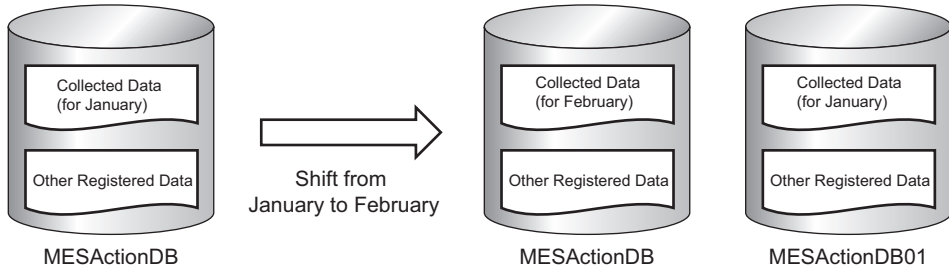 Collected Data
(for January)
Other Registered Data
MESActionDB
Shift from
January to February
Collected Data
(for February)
Other Registered Data
MESActionDB
Collected Data
(for January)
Other Registered Data
MESActionDB01